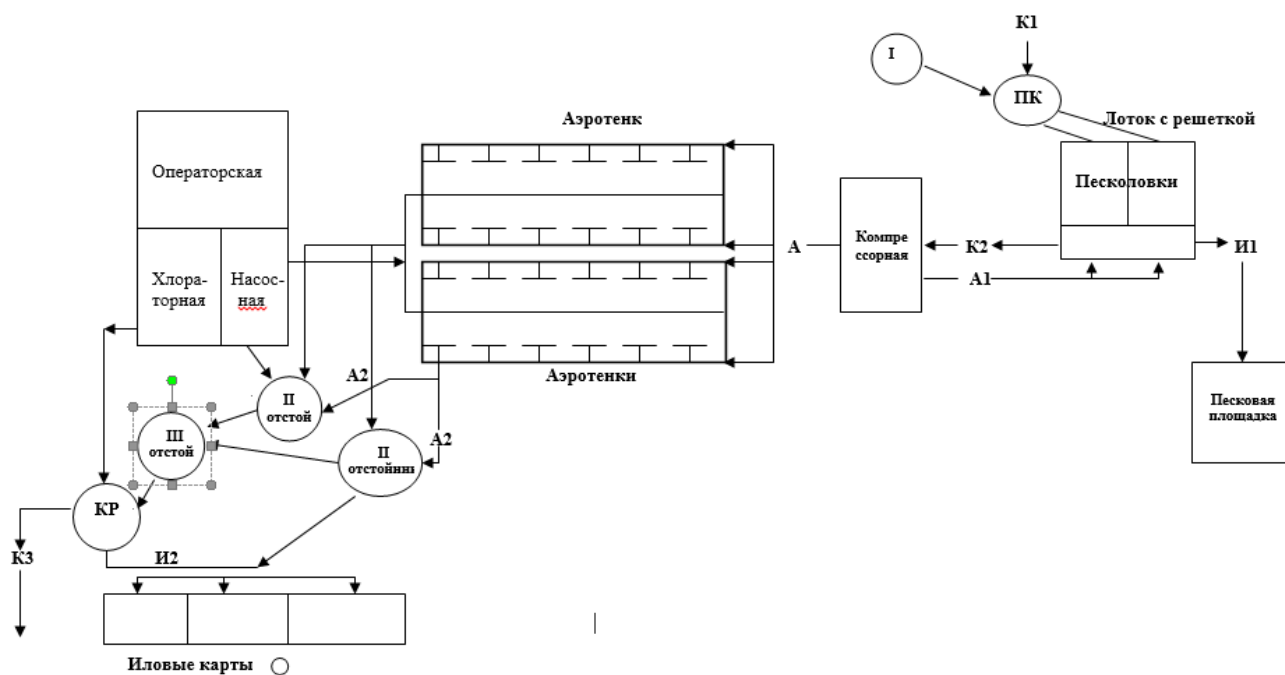 К1
I
ПК
Аэротенк
Лоток с решеткой
Операторская
Песколовки
Компре
ссорная
А
К2
И1
А1
Хлора-
торная
Насос-
ная
Аэротенки
А2
II
отстой
Песковая
площадка
III
отстой
А2
II
отстойник
КР
К3
И2
Иловые карты